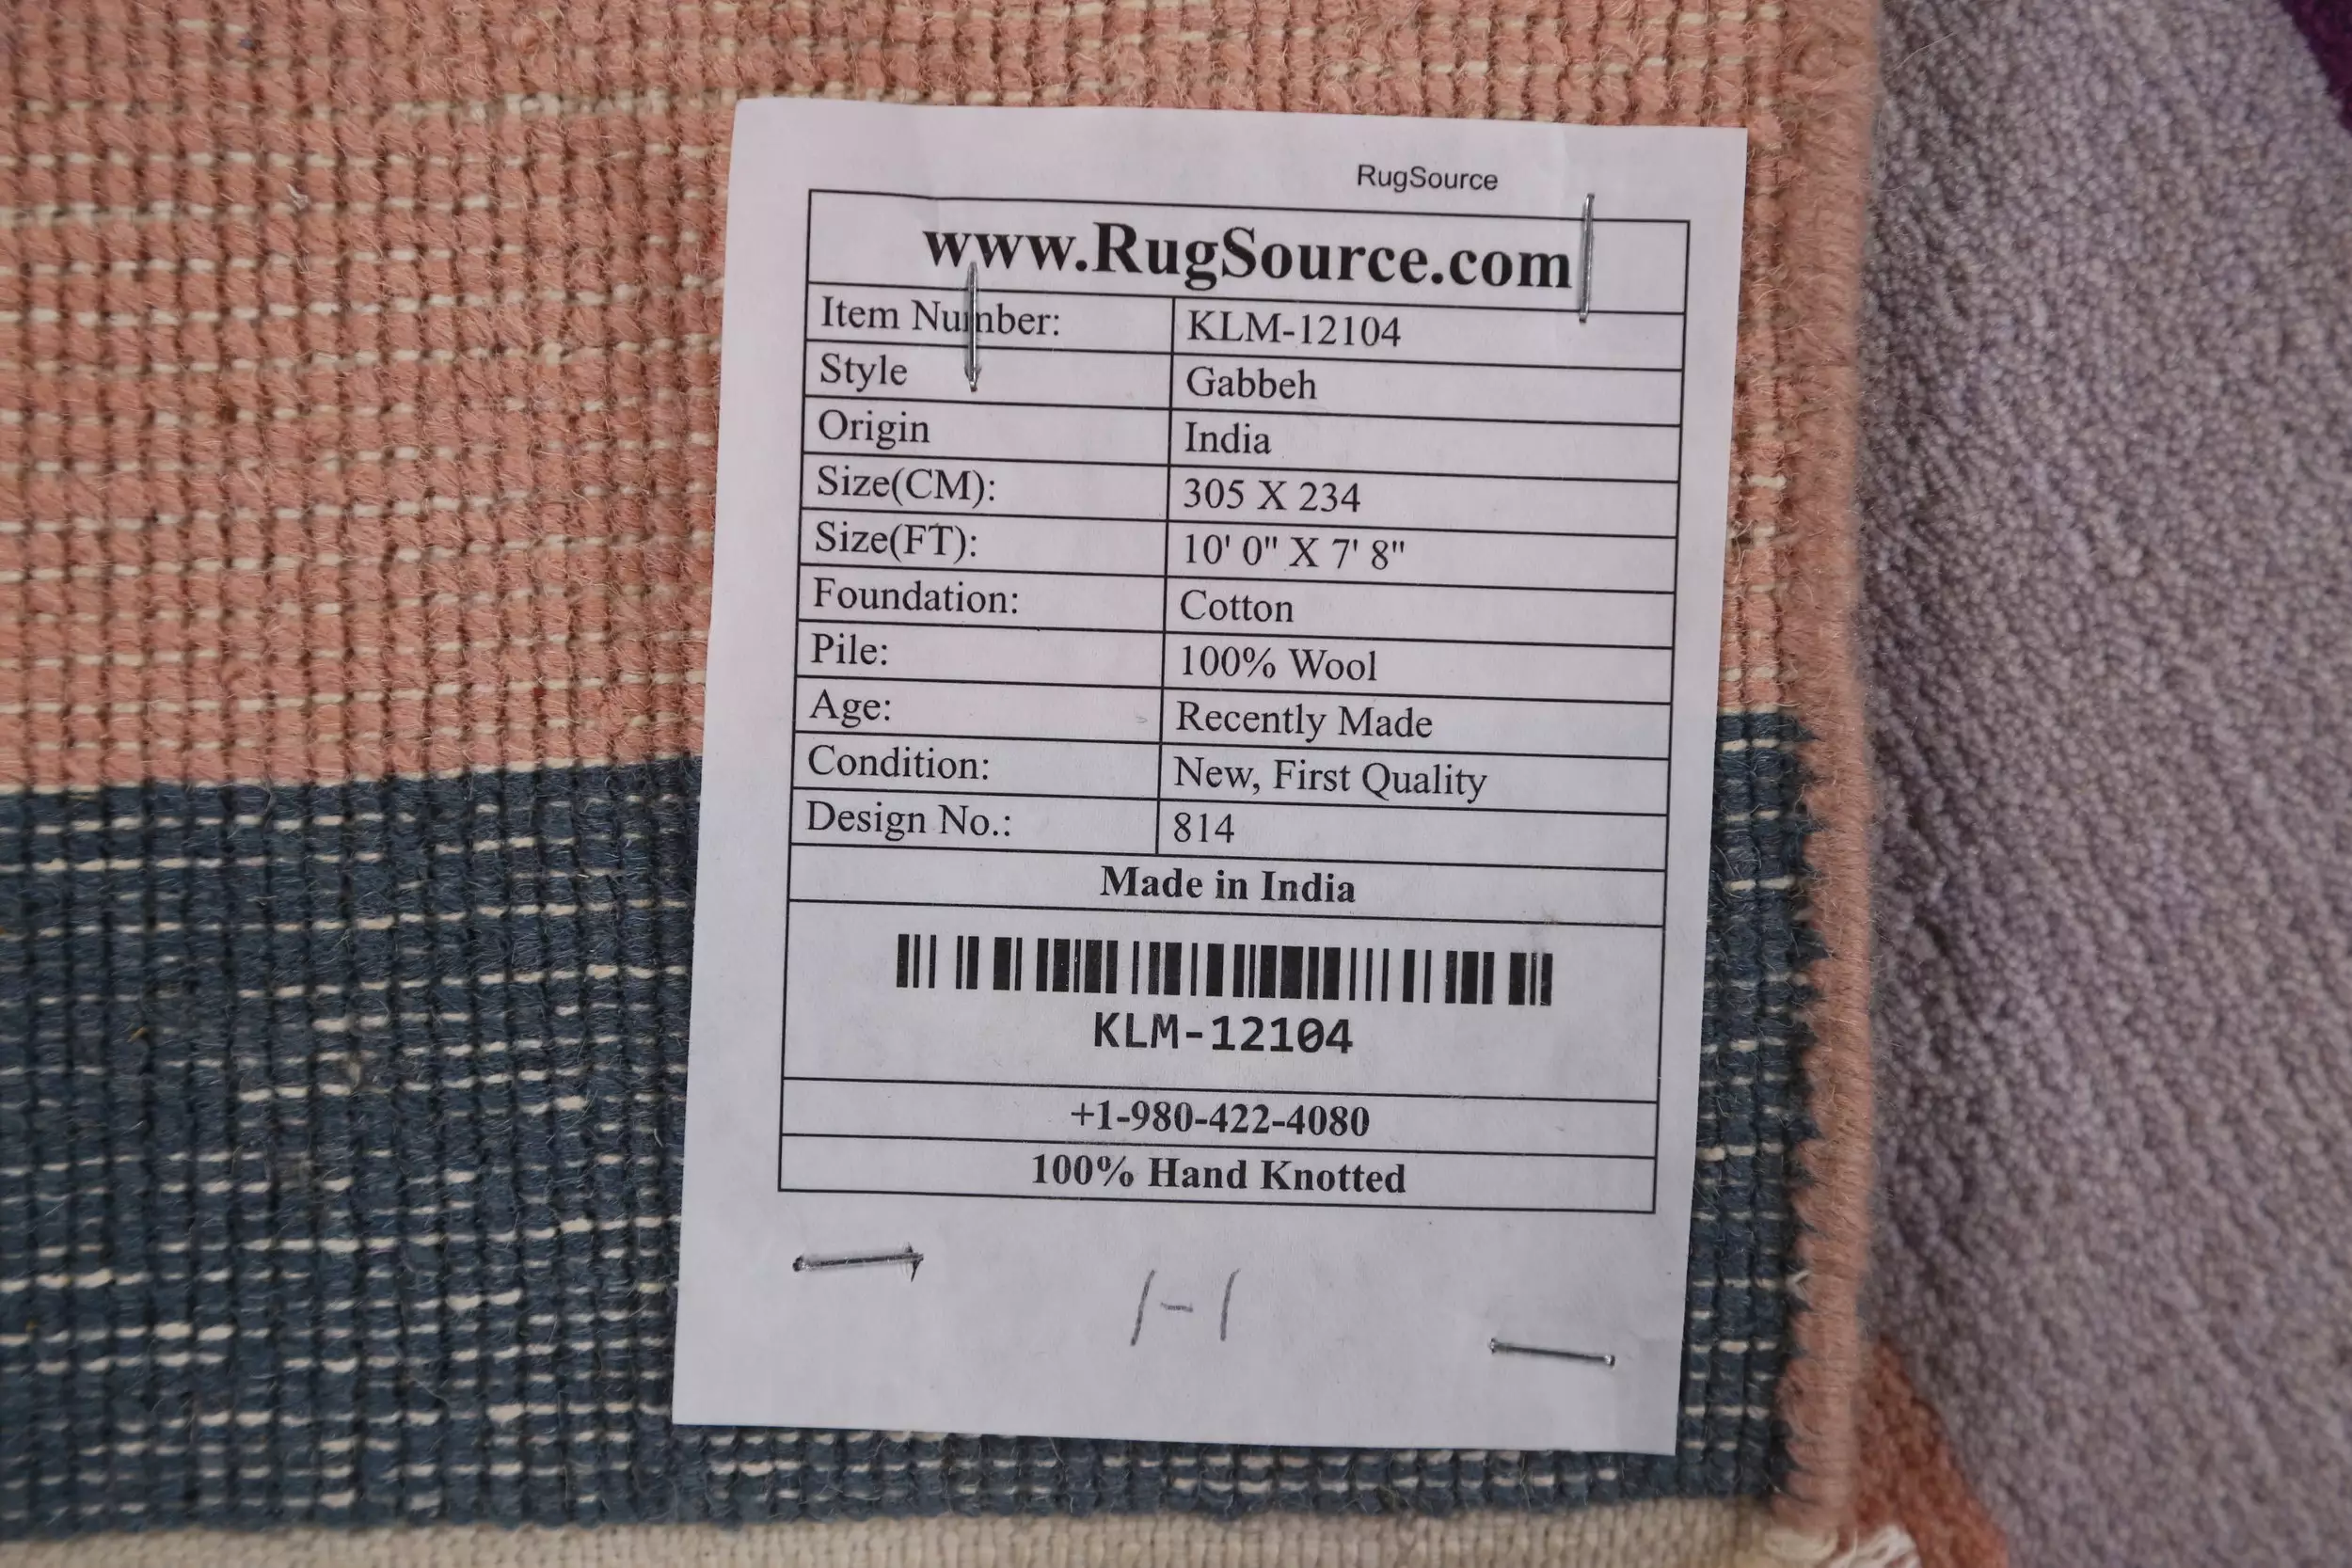 RugSource
www.RugSource.com
Item Number: KLM-12104
Style Gabbeh
Origin India
Size(CM): 305 X 234
Size(FT): 10' 0" X 7' 8"
Foundation: Cotton
Pile: 100% Wool
Age: Recently Made
Condition: New, First Quality
Design No.: 814
Made in India
KLM-12104
+1-980-422-4080
100% Hand Knotted
1-1